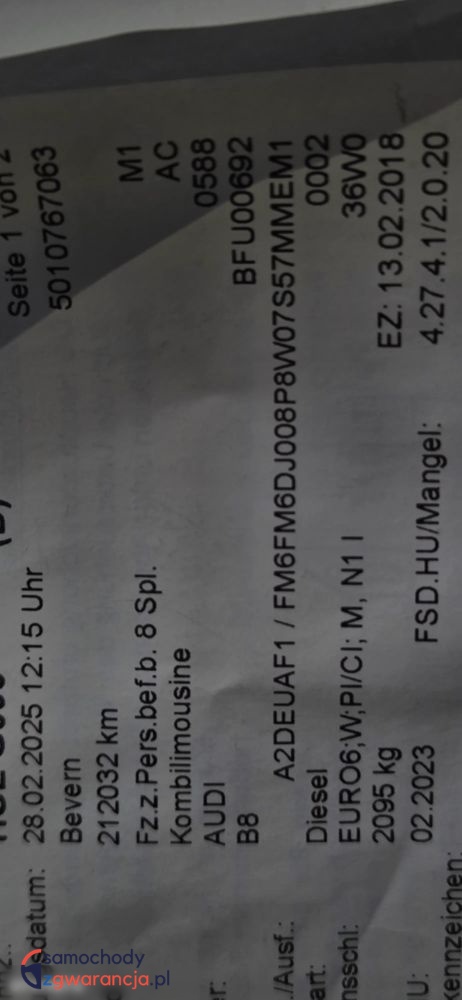 Seite 1 von 2
sdatum: 28.02.2025 12:15 Uhr 5010767063
Bevern
212032 km
Fz.z.Pers.bef.b. 8 Spl. M1
Kombilimousine AC
AUDI 0588
B8 BFU00692
/Ausf.: A2DEUAF1 / FM6FM6DJ008P8W07S57MMEM1
art: Diesel 0002
nsschl: EURO6;W;PI/CI; M, N1 I 36W0
2095 kg EZ: 13.02.2018
U: 02.2023 FSD.HU/Mangel: 4.27.4.1/2.0.20
kennzeichen:
samochody
zgwarancja.pl